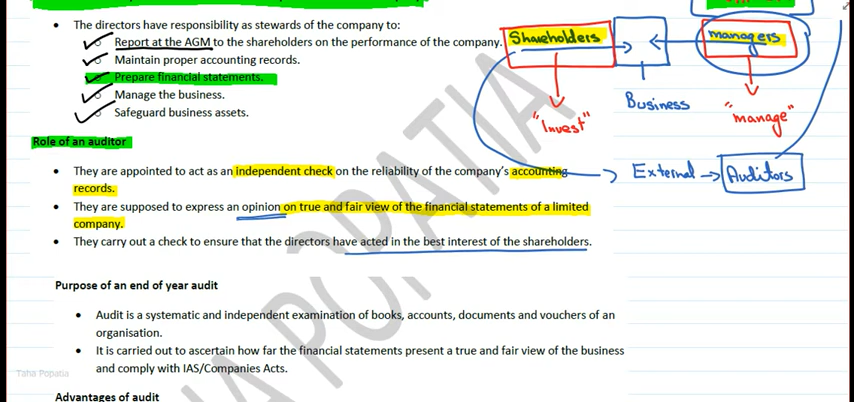 • The directors have responsibility as stewards of the company to:
Report at the AGM to the shareholders on the performance of the company.
Maintain proper accounting records.
Prepare financial statements.
Manage the business.
Safeguard business assets.
Shareholders
managers
Business
"Invest"
"manage"
External
Auditors
Role of an auditor
• They are appointed to act as an independent check on the reliability of the company's accounting
records.
• They are supposed to express an opinion on true and fair view of the financial statements of a limited
company.
• They carry out a check to ensure that the directors have acted in the best interest of the shareholders.
Purpose of an end of year audit
• Audit is a systematic and independent examination of books, accounts, documents and vouchers of an
organisation.
• It is carried out to ascertain how far the financial statements present a true and fair view of the business
and comply with IAS/Companies Acts.
Taha Popatia
Advantages of audit